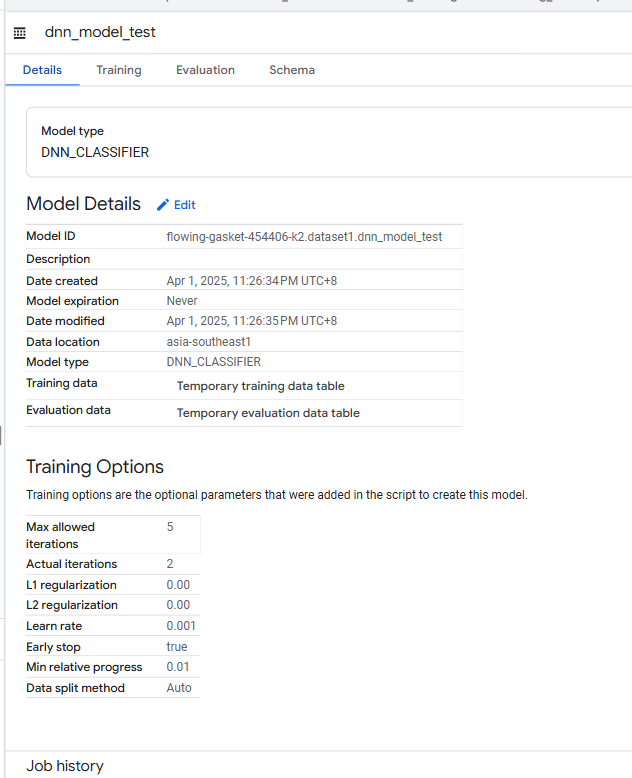 dnn_model_test
Details Training Evaluation Schema
Model type
DNN_CLASSIFIER
Model Details Edit
Model ID flowing-gasket-454406-k2.dataset1.dnn_model_test
Description
Date created Apr 1, 2025, 11:26:34 PM UTC+8
Model expiration Never
Date modified Apr 1, 2025, 11:26:35 PM UTC+8
Data location asia-southeast1
Model type DNN_CLASSIFIER
Training data Temporary training data table
Evaluation data Temporary evaluation data table
Training Options
Training options are the optional parameters that were added in the script to create this model.
Max allowed 5
iterations
Actual iterations 2
L1 regularization 0.00
L2 regularization 0.00
Learn rate 0.001
Early stop true
Min relative progress 0.01
Data split method Auto
Job history